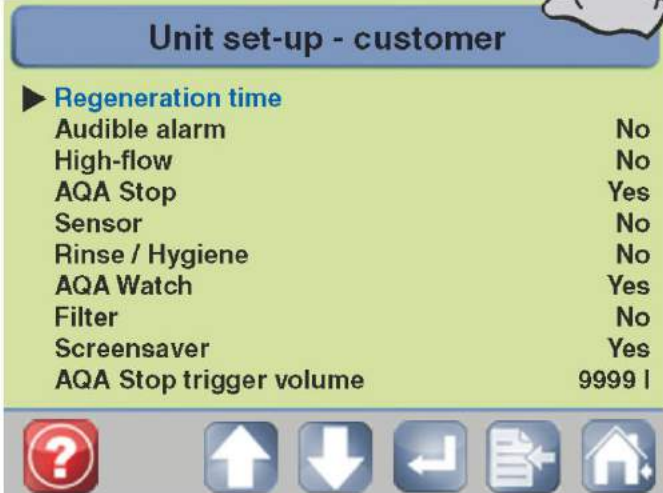 Unit set-up - customer
Regeneration time
Audible alarm No
High-flow No
AQA Stop Yes
Sensor No
Rinse / Hygiene No
AQA Watch Yes
Filter No
Screensaver Yes
AQA Stop trigger volume 9999 l
?